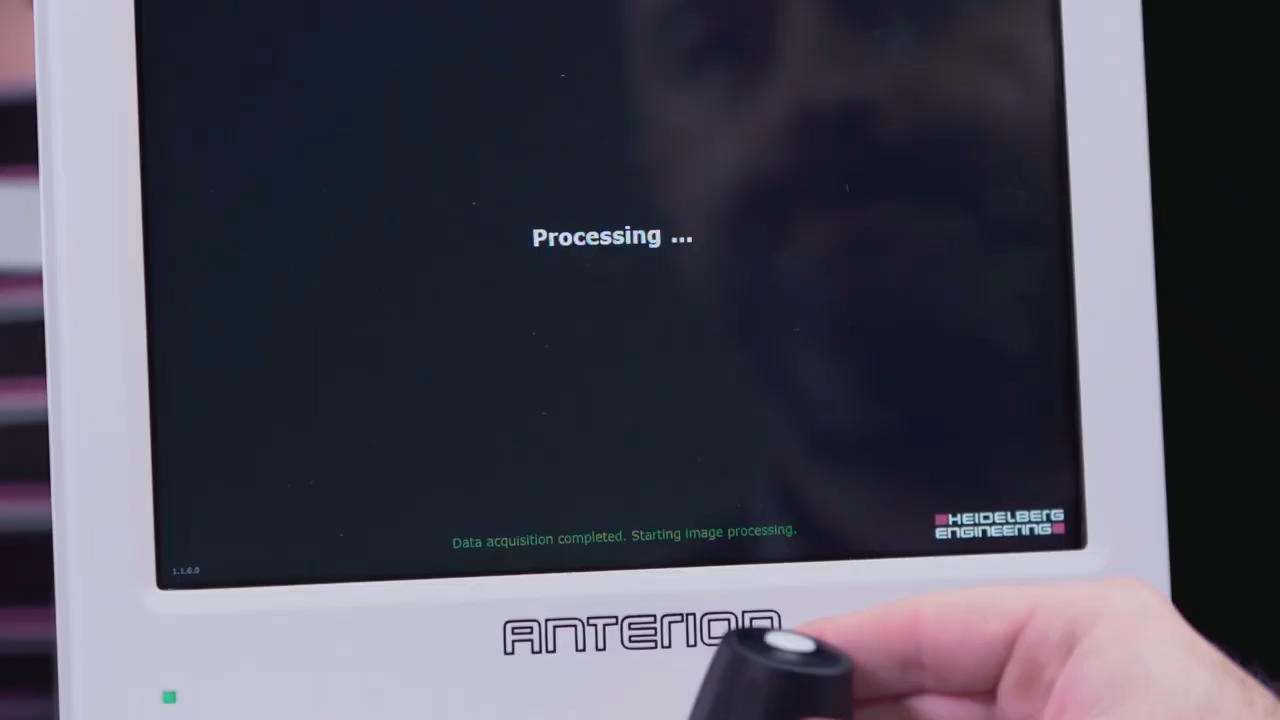 Processing ...
Data acquisition completed. Starting image processing.
HEIDELBERG
ENGINEERING
1.1.6.0
ANTERION